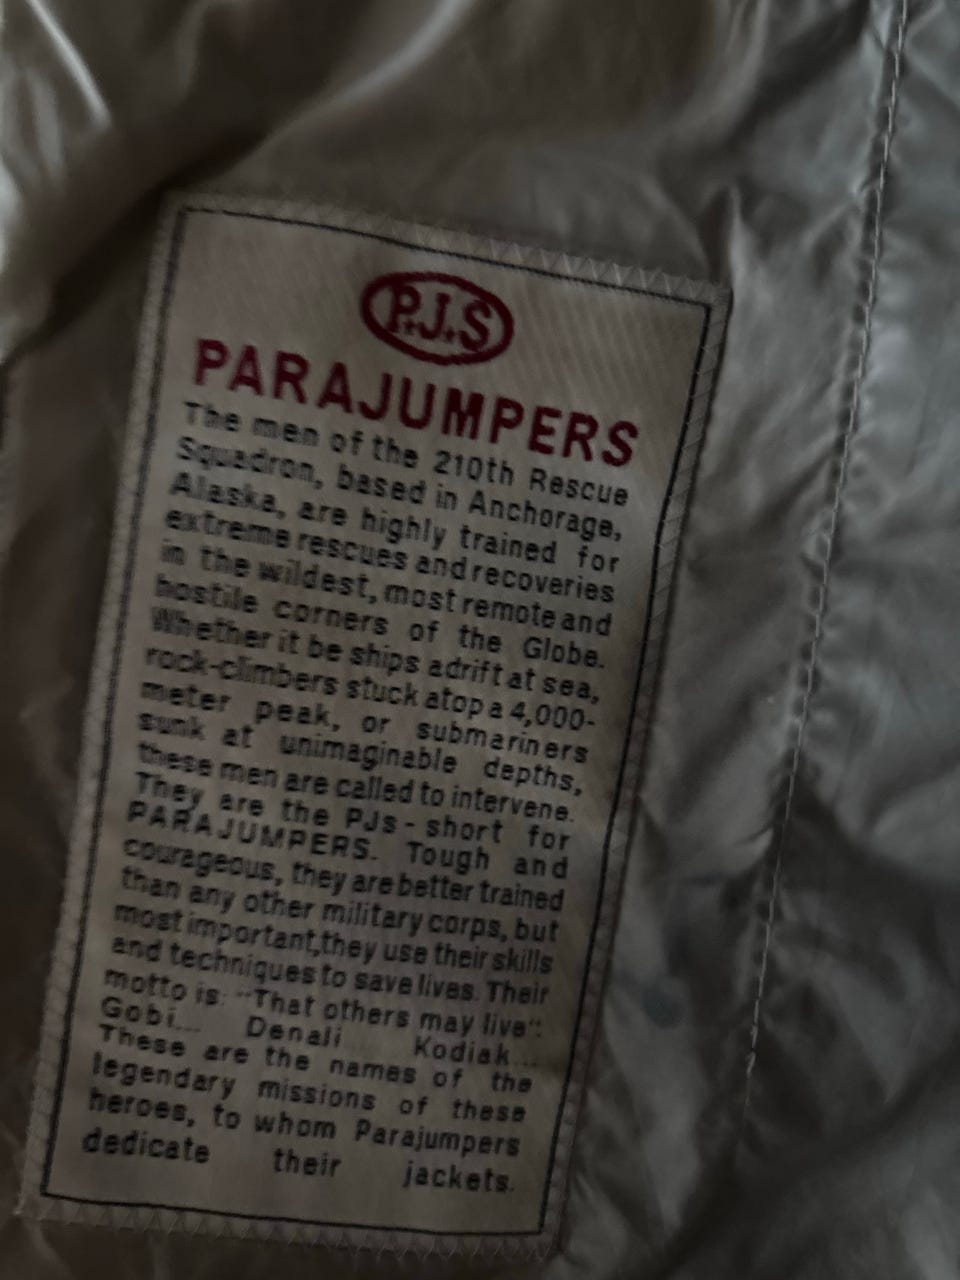 P.J.S
PARAJUMPERS
The men of the 210th Rescue
Squadron, based in Anchorage,
Alaska, are highly trained for
extreme rescues and recoveries
in the wildest, most remote and
hostile corners of the Globe.
Whether it be ships adrift at sea,
rock-climbers stuck atop a 4,000-
meter peak, or submariners
sunk at unimaginable depths,
these men are called to intervene.
They are the PJs - short for
PARAJUMPERS. Tough and
courageous, they are better trained
than any other military corps, but
most important,they use their skills
and techniques to save lives. Their
motto is: "That others may live":
Gobi... Denali Kodiak...
These are the names of the
legendary missions of these
heroes, to whom Parajumpers
dedicate their jackets.